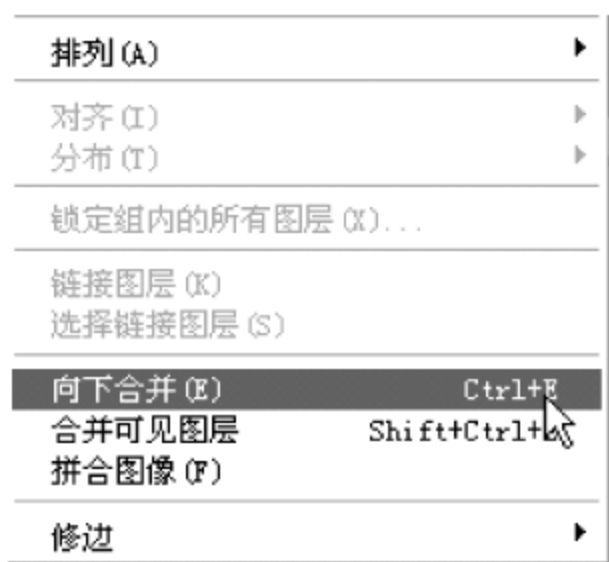 排列(A)
对齐(I)
分布(T)
锁定组内的所有图层(X)...
链接图层(K)
选择链接图层(S)
向下合并(E) Ctrl+E
合并可见图层 Shift+Ctrl+
拼合图像(F)
修边